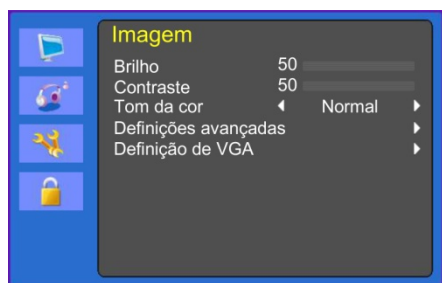 Imagem
Brilho 50
Contraste 50
Tom da cor Normal
Definições avançadas
Definição de VGA